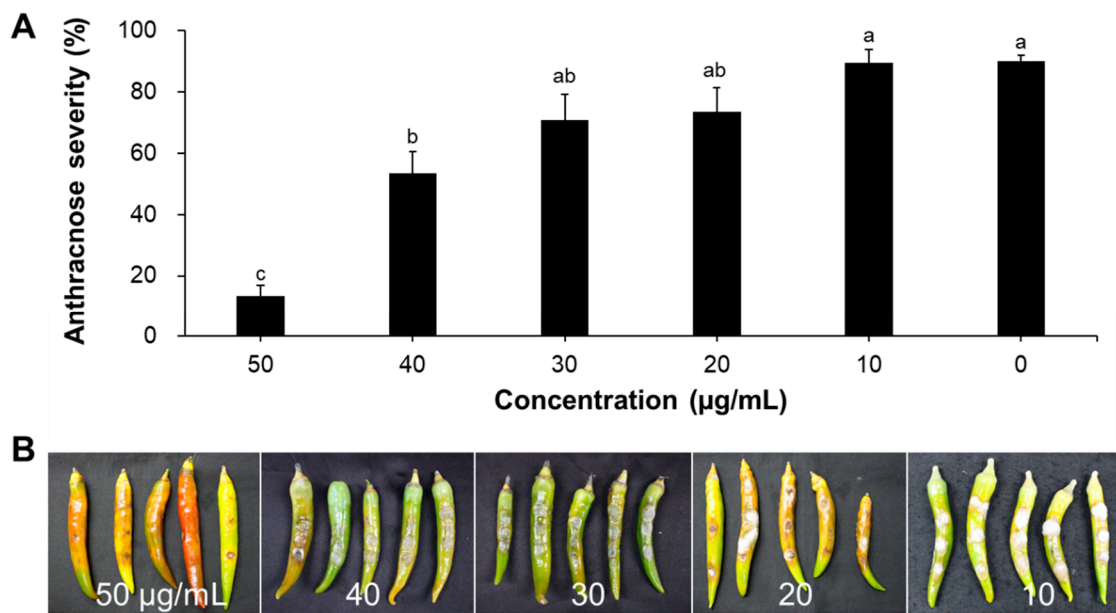 A
Anthracnose severity (%)
100
80
60
40
20
0
c
b
ab
ab
a
a
50 40 30 20 10 0
Concentration (µg/mL)
B
50 µg/mL 40 30 20 10